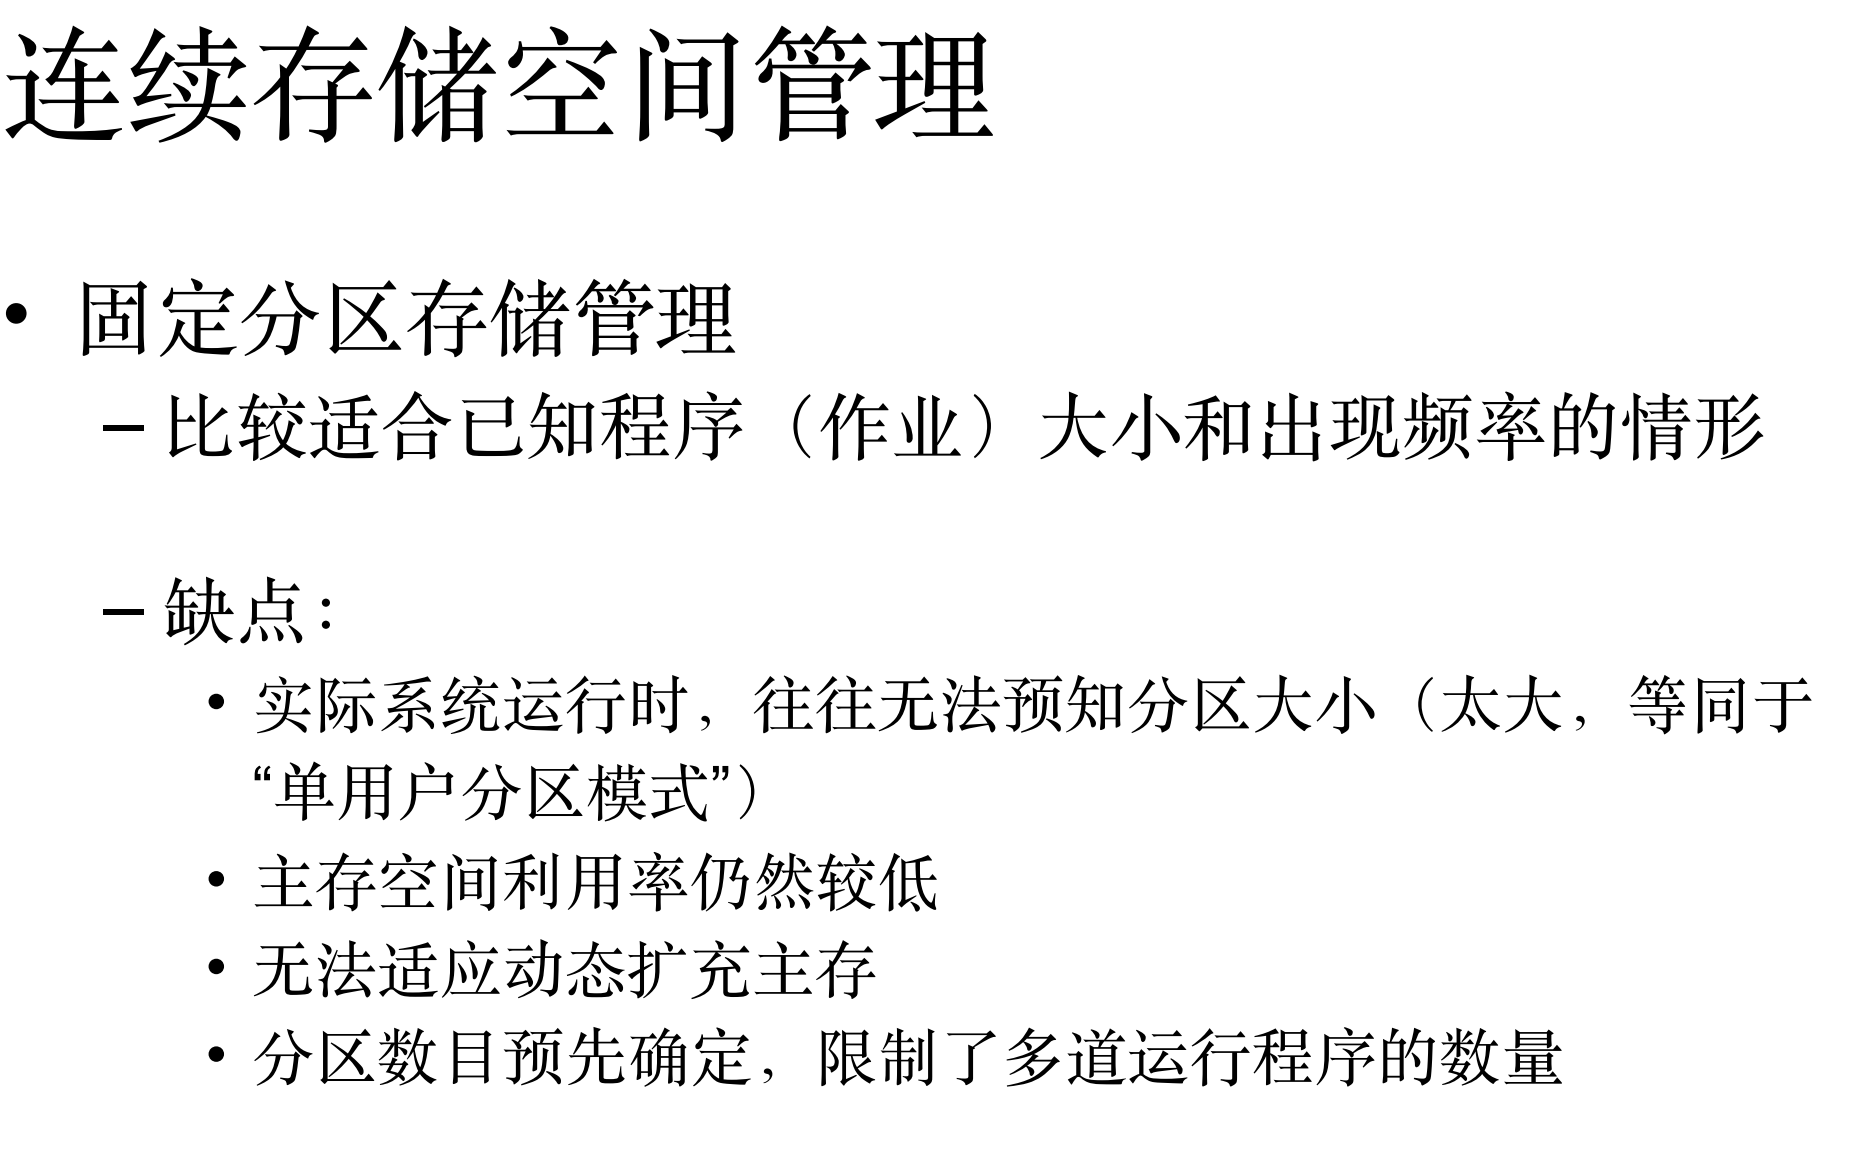 连续存储空间管理
• 固定分区存储管理
– 比较适合已知程序（作业）大小和出现频率的情形
– 缺点：
• 实际系统运行时，往往无法预知分区大小（太大，等同于
“单用户分区模式”）
• 主存空间利用率仍然较低
• 无法适应动态扩充主存
• 分区数目预先确定，限制了多道运行程序的数量